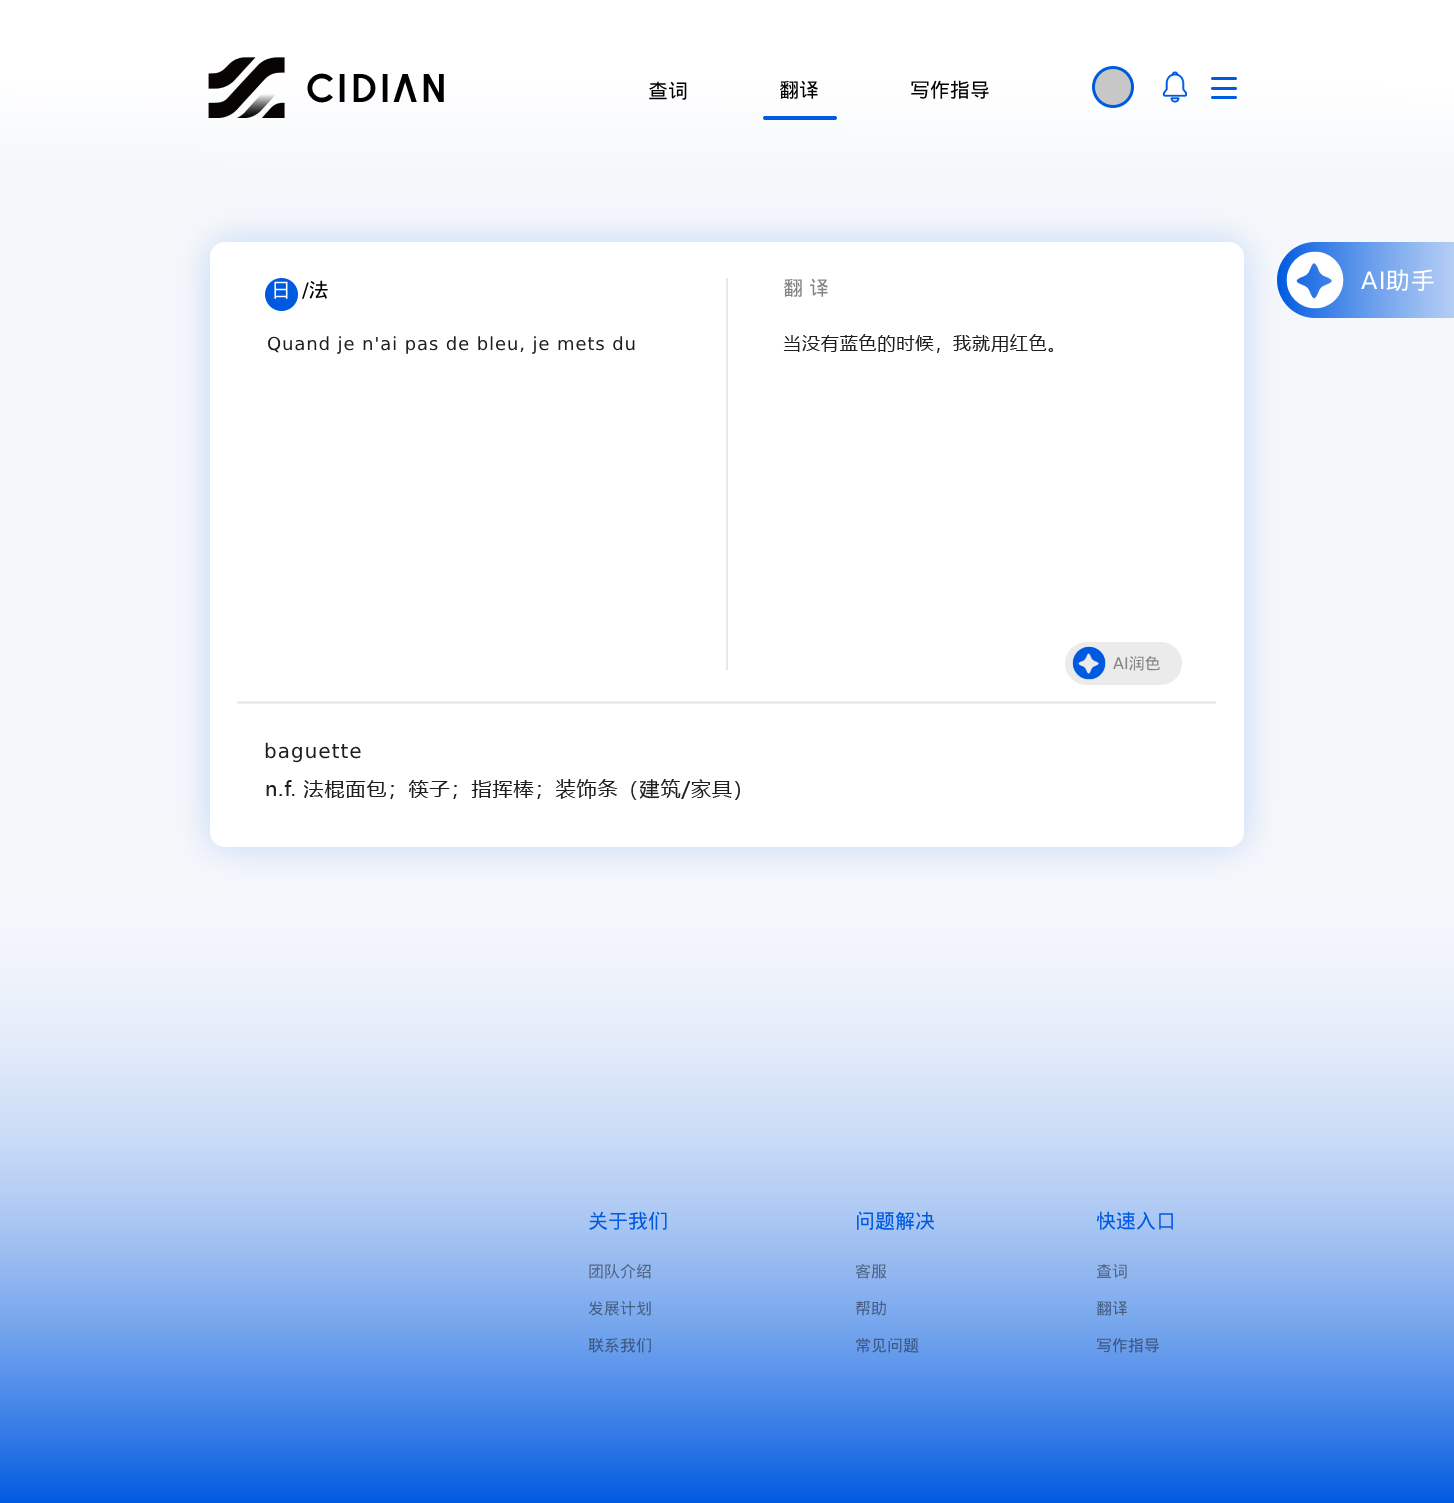 CIDIAN
查词
翻译
写作指导
日/法
翻 译
AI助手
Quand je n'ai pas de bleu, je mets du
当没有蓝色的时候，我就用红色。
AI润色
baguette
n.f. 法棍面包；筷子；指挥棒；装饰条（建筑/家具）
关于我们
问题解决
快速入口
团队介绍
客服
查词
发展计划
帮助
翻译
联系我们
常见问题
写作指导